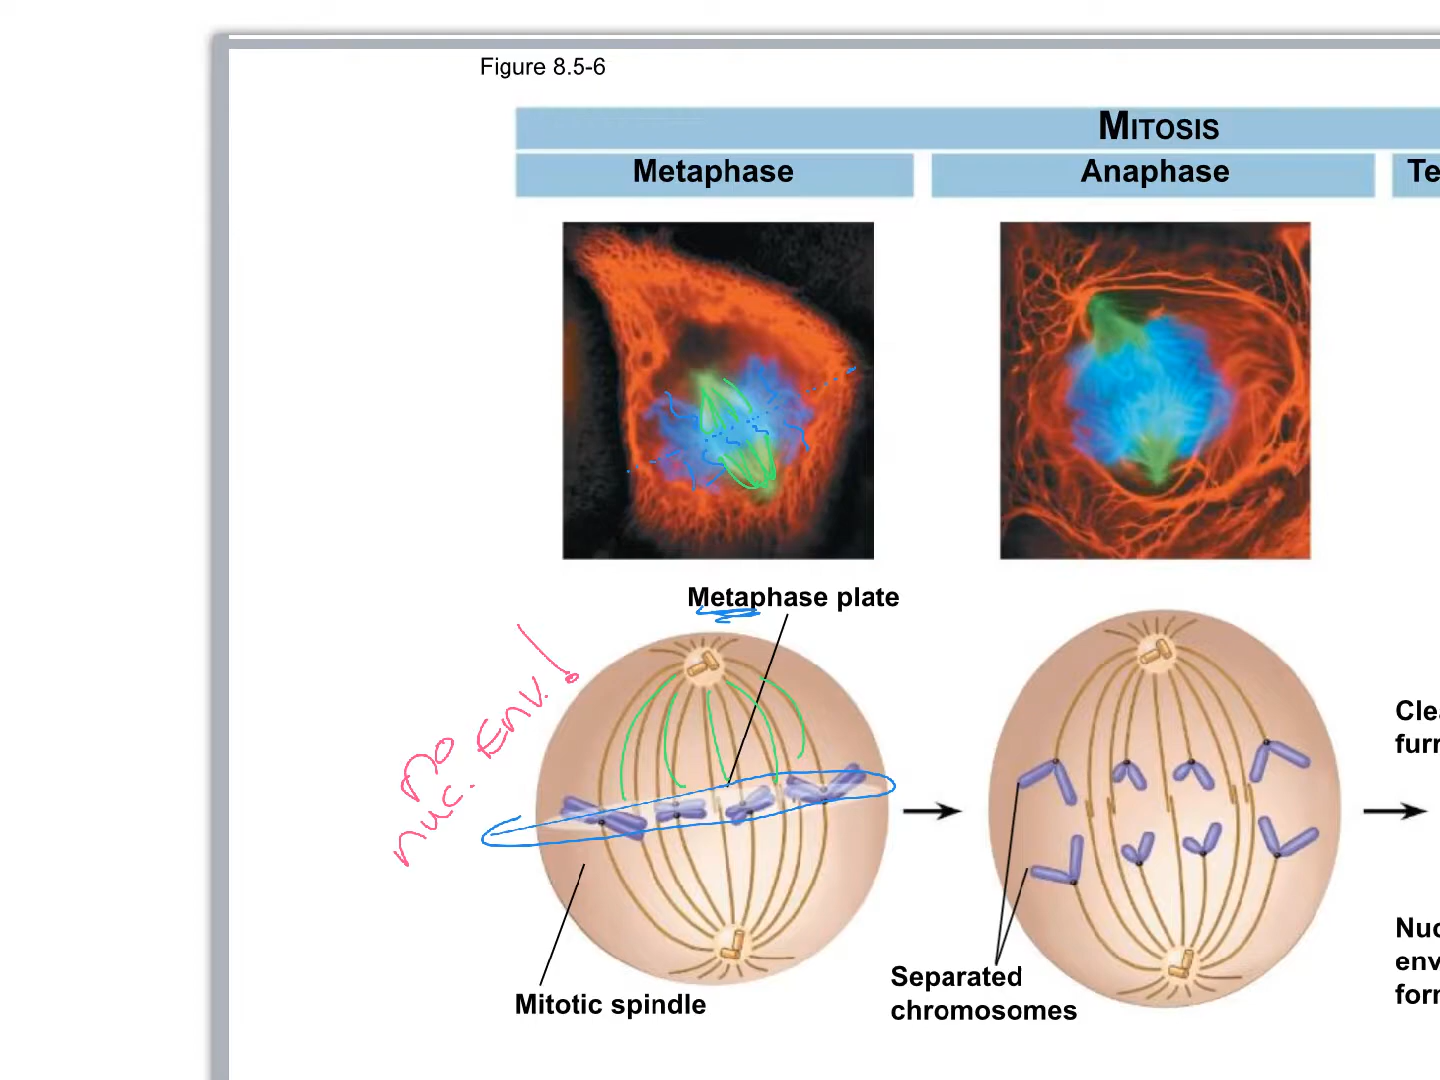 Figure 8.5-6
MITOSIS
Metaphase
Anaphase
Te
Metaphase plate
no
nuc. env.!
Mitotic spindle
Separated
chromosomes
Clea
furr
Nuc
env
forr